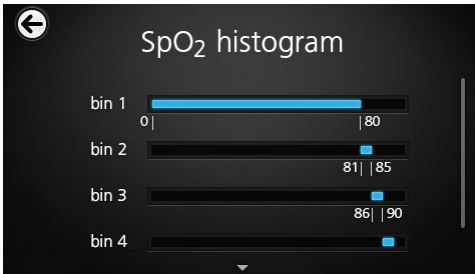 SpO2 histogram
bin 1
0| |80
bin 2
81| |85
bin 3
86| |90
bin 4